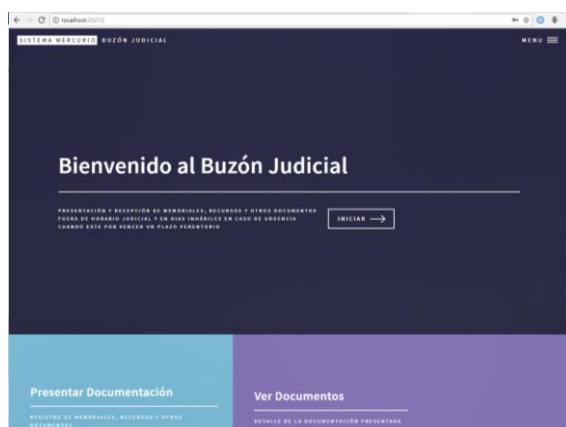 localhost:26212
SISTEMA MERCURIO BUZÓN JUDICIAL
MENU
Bienvenido al Buzón Judicial
PRESENTACIÓN Y RECEPCIÓN DE MEMORIALES, RECURSOS Y OTROS DOCUMENTOS
FUERA DE HORARIO JUDICIAL Y EN DIAS INHÁBILES EN CASO DE URGENCIA
CUANDO ESTE POR VENCER UN PLAZO PERENTORIO
INICIAR
Presentar Documentación
REGISTRO DE MEMORIALES, RECURSOS Y OTROS
DOCUMENTOS
Ver Documentos
DETALLE DE LA DOCUMENTACIÓN PRESENTADA